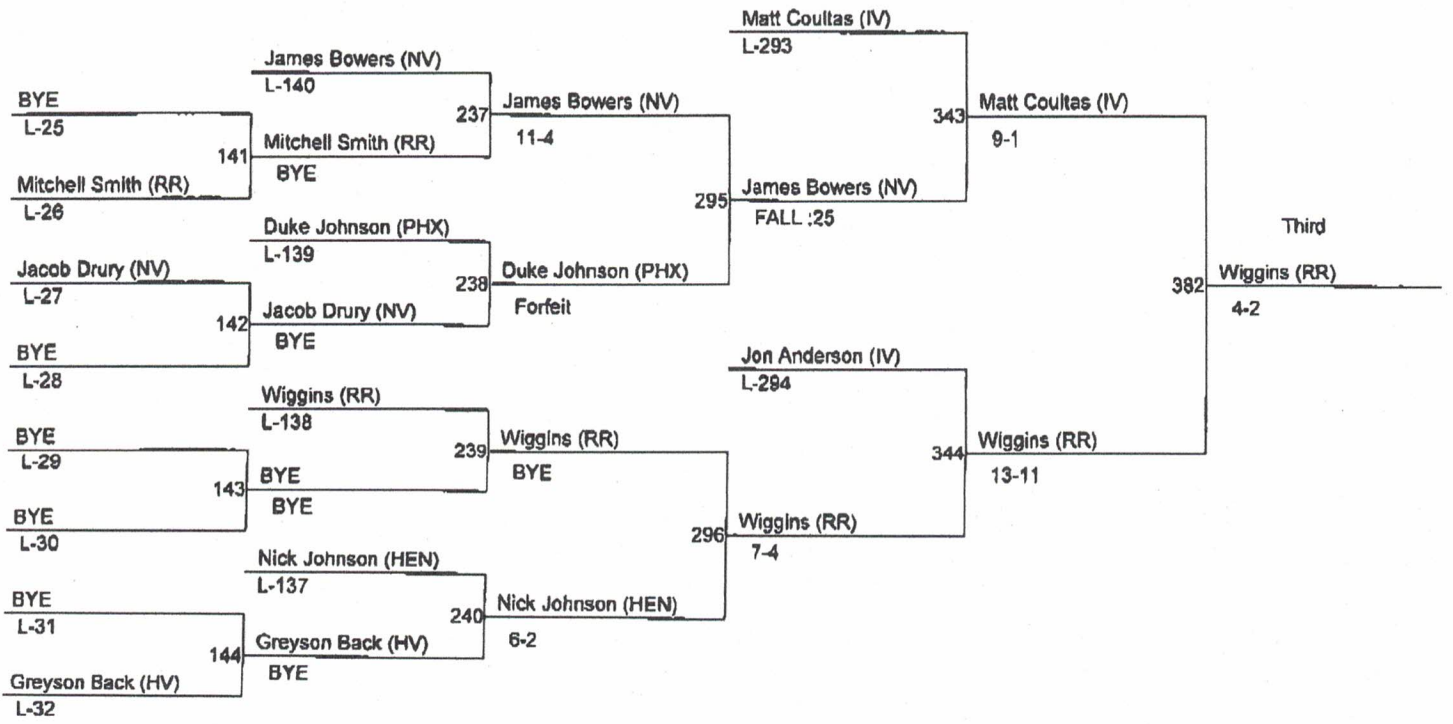 BYE
L-25
Mitchell Smith (RR)
L-26
Jacob Drury (NV)
L-27
BYE
L-28
BYE
L-29
BYE
L-30
BYE
L-31
Greyson Back (HV)
L-32
141
142
143
144
James Bowers (NV)
L-140
Mitchell Smith (RR)
BYE
Duke Johnson (PHX)
L-139
Jacob Drury (NV)
BYE
Wiggins (RR)
L-138
BYE
BYE
Nick Johnson (HEN)
L-137
Greyson Back (HV)
BYE
237
238
239
240
James Bowers (NV)
11-4
Duke Johnson (PHX)
Forfeit
Wiggins (RR)
BYE
Nick Johnson (HEN)
6-2
295
296
Matt Coultas (IV)
L-293
James Bowers (NV)
FALL :25
Jon Anderson (IV)
L-294
Wiggins (RR)
7-4
343
344
Matt Coultas (IV)
9-1
Wiggins (RR)
13-11
382
Third
Wiggins (RR)
4-2